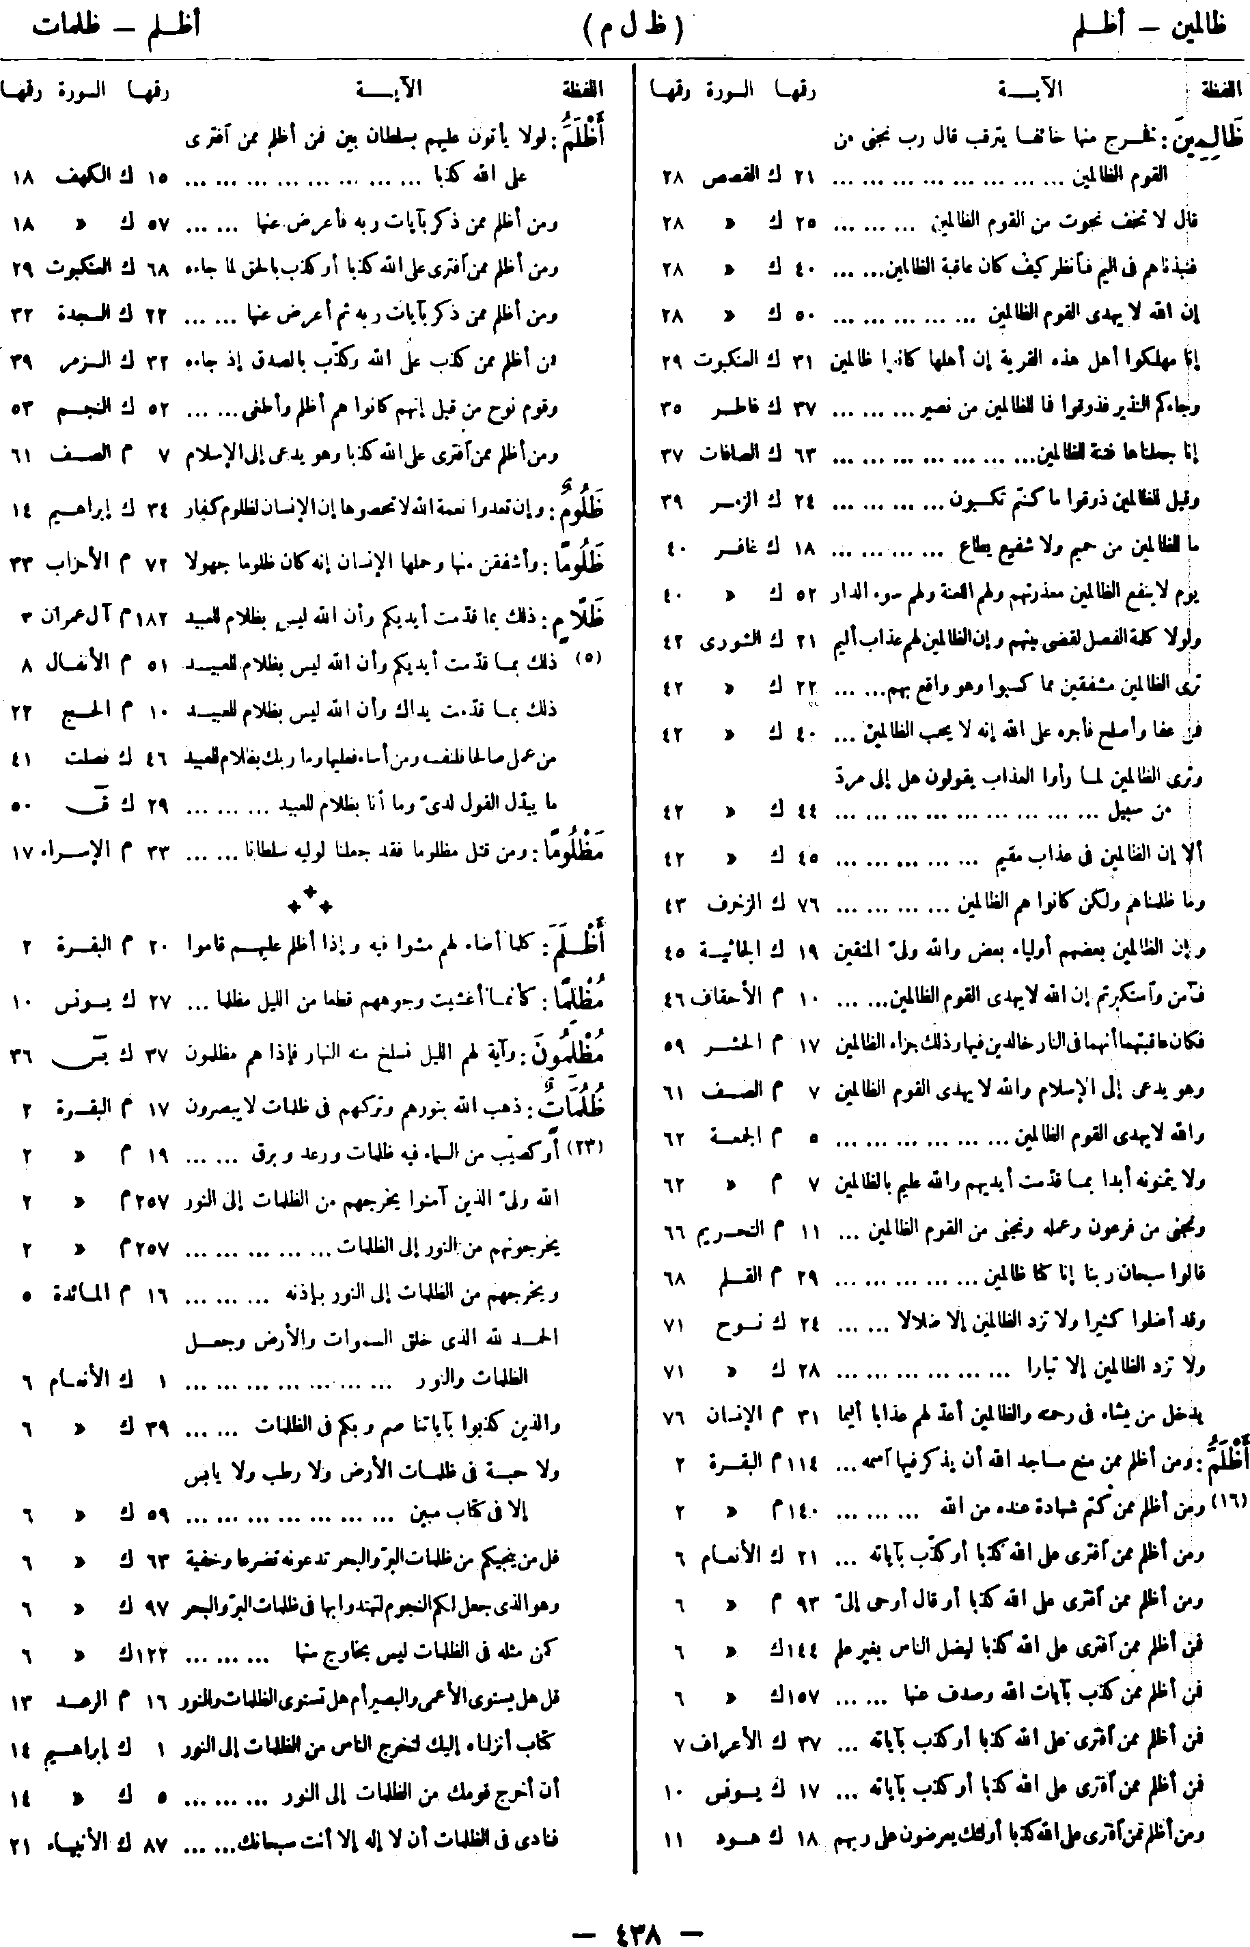 ظالمين – أظلم
(ظ ل م)
أظلم – ظلمات
اللفظة الآية رقمها السورة رقمها
ظَالِمِينَ: فخرج منها خائفا يترقب قال رب نجنى من
القوم الظالمين ... ... ... ... ... ... ... ... ٢١ ك القصص ٢٨
قال لا تخف نجوت من القوم الظالمين ... ... ... ٢٥ ك » ٢٨
فنبذناهم فى اليم فٱنظر كيف كان عاقبة الظالمين... ... ٤٠ ك » ٢٨
إن الله لا يهدى القوم الظالمين ... ... ... ... ... ٥٠ ك » ٢٨
إنا مهلكوا أهل هذه القرية إن أهلها كانوا ظالمين ٣١ ك العنكبوت ٢٩
وجاءكم النذير فذوقوا فما للظالمين من نصير ... ... ... ٣٧ ك فاطر ٣٥
إنا جعلناها فتنة للظالمين... ... ... ... ... ... ... ٦٣ ك الصافات ٣٧
وقيل للظالمين ذوقوا ما كنتم تكسبون ... ... ... ... ٢٤ ك الزمر ٣٩
ما للظالمين من حميم ولا شفيع يطاع ... ... ... ... ١٨ ك غافر ٤٠
يوم لا ينفع الظالمين معذرتهم ولهم اللعنة ولهم سوء الدار ٥٢ ك » ٤٠
ولولا كلمة الفصل لقضى بينهم وإن الظالمين لهم عذاب أليم ٢١ ك الشورى ٤٢
ترى الظالمين مشفقين مما كسبوا وهو واقع بهم... ... ٢٢ ك » ٤٢
فمن عفا وأصلح فأجره على الله إنه لا يحب الظالمين ... ٤٠ ك » ٤٢
وترى الظالمين لما رأوا العذاب يقولون هل إلى مردّ
من سبيل ... ... ... ... ... ... ... ... ... ٤٤ ك » ٤٢
ألا إن الظالمين فى عذاب مقيم ... ... ... ... ... ٤٥ ك » ٤٢
وما ظلمناهم ولكن كانوا هم الظالمين ... ... ... ... ٧٦ ك الزخرف ٤٣
وإن الظالمين بعضهم أولياء بعض والله ولىّ المتقين ١٩ ك الجاثية ٤٥
فآمن وٱستكبرتم إن الله لا يهدى القوم الظالمين... ... ١٠ م الأحقاف ٤٦
فكان عاقبتهما أنهما فى النار خالدين فيها وذلك جزاء الظالمين ١٧ م الحشر ٥٩
وهو يدعى إلى الإسلام والله لا يهدى القوم الظالمين ٧ م الصف ٦١
والله لا يهدى القوم الظالمين ... ... ... ... ... ... ٥ م الجمعة ٦٢
ولا يتمنونه أبدا بما قدّمت أيديهم والله عليم بالظالمين ٧ م » ٦٢
ونجنى من فرعون وعمله ونجنى من القوم الظالمين ... ١١ م التحريم ٦٦
قالوا سبحان ربنا إنا كنا ظالمين ... ... ... ... ... ٢٩ م القلم ٦٨
وقد أضلوا كثيرا ولا تزد الظالمين إلا ضلالا ... ... ٢٤ ك نوح ٧١
ولا تزد الظالمين إلا تبارا ... ... ... ... ... ... ٢٨ ك » ٧١
يدخل من يشاء فى رحمته والظالمين أعدّ لهم عذابا أليما ٣١ م الإنسان ٧٦
أَظْلَمُ: ومن أظلم ممن منع مساجد الله أن يذكر فيها ٱسمه ... ١١٤ م البقرة ٢
(١٦) ومن أظلم ممن كتم شهادة عنده من الله ... ... ... ١٤٠ م » ٢
ومن أظلم ممن ٱفترى على الله كذبا أو كذّب بآياته ... ٢١ ك الأنعام ٦
ومن أظلم ممن ٱفترى على الله كذبا أو قال أوحى إلىّ ٩٣ م » ٦
فمن أظلم ممن ٱفترى على الله كذبا ليضل الناس بغير علم ١٤٤ ك » ٦
فمن أظلم ممن كذب بآيات الله وصدف عنها ... ... ١٥٧ ك » ٦
فمن أظلم ممن ٱفترى على الله كذبا أو كذب بآياته ... ٣٧ ك الأعراف ٧
فمن أظلم ممن ٱفترى على الله كذبا أو كذب بآياته ... ١٧ ك يونس ١٠
ومن أظلم ممن ٱفترى على الله كذبا أولئك يعرضون على ربهم ١٨ ك هود ١١
اللفظة الآية رقمها السورة رقمها
أَظْلَمُ: لولا يأتون عليهم بسلطان بين فمن أظلم ممن ٱفترى
على الله كذبا ... ... ... ... ... ... ... ... ١٥ ك الكهف ١٨
ومن أظلم ممن ذكر بآيات ربه فأعرض عنها ... ... ٥٧ ك » ١٨
ومن أظلم ممن ٱفترى على الله كذبا أو كذب بالحق لما جاءه ٦٨ ك العنكبوت ٢٩
ومن أظلم ممن ذكر بآيات ربه ثم أعرض عنها ... ... ٢٢ ك السجدة ٣٢
فمن أظلم ممن كذب على الله وكذّب بالصدق إذ جاءه ٣٢ ك الزمر ٣٩
وقوم نوح من قبل إنهم كانوا هم أظلم وأطغى... ... ٥٢ ك النجم ٥٣
ومن أظلم ممن ٱفترى على الله كذبا وهو يدعى إلى الإسلام ٧ م الصف ٦١
ظَلُومٌ: وإن تعدوا نعمة الله لا تحصوها إن الإنسان لظلوم كفار ٣٤ ك إبراهيم ١٤
ظَلُومًا: وأشفقن منها وحملها الإنسان إنه كان ظلوما جهولا ٧٢ م الأحزاب ٣٣
ظَلَّامٍ: ذلك بما قدّمت أيديكم وأن الله ليس بظلام للعبيد ١٨٢ م آل عمران ٣
(٥) ذلك بما قدّمت أيديكم وأن الله ليس بظلام للعبيد ٥١ م الأنفال ٨
ذلك بما قدّمت يداك وأن الله ليس بظلام للعبيد ١٠ م الحج ٢٢
من عمل صالحا فلنفسه ومن أساء فعليها وما ربك بظلام للعبيد ٤٦ ك فصلت ٤١
ما يبدّل القول لدىّ وما أنا بظلام للعبيد ... ... ... ٢٩ ك قٓ ٥٠
مَظْلُومًا: ومن قتل مظلوما فقد جعلنا لوليه سلطانا ... ... ٣٣ م الإسراء ١٧
أَظْلَمَ: كلما أضاء لهم مشوا فيه وإذا أظلم عليهم قاموا ٢٠ م البقرة ٢
مُظْلِمًا: كأنما أغشيت وجوههم قطعا من الليل مظلما ... ٢٧ ك يونس ١٠
مُظْلِمُونَ: وآية لهم الليل نسلخ منه النهار فإذا هم مظلمون ٣٧ ك يسٓ ٣٦
ظُلُمَاتٌ: ذهب الله بنورهم وتركهم فى ظلمات لا يبصرون ١٧ م البقرة ٢
(٢٣) أو كصيّب من السماء فيه ظلمات ورعد وبرق ... ... ١٩ م » ٢
الله ولىّ الذين آمنوا يخرجهم من الظلمات إلى النور ٢٥٧ م » ٢
يخرجونهم من النور إلى الظلمات ... ... ... ... ... ٢٥٧ م » ٢
ويخرجهم من الظلمات إلى النور بإذنه ... ... ... ١٦ م المائدة ٥
الحمد لله الذى خلق السموات والأرض وجعل
الظلمات والنور ... ... ... ... ... ... ... ١ ك الأنعام ٦
والذين كذبوا بآياتنا صم وبكم فى الظلمات ... ... ٣٩ ك » ٦
ولا حبة فى ظلمات الأرض ولا رطب ولا يابس
إلا فى كتاب مبين ... ... ... ... ... ... ... ٥٩ ك » ٦
قل من ينجيكم من ظلمات البرّ والبحر تدعونه تضرعا وخفية ٦٣ ك » ٦
وهو الذى جعل لكم النجوم لتهتدوا بها فى ظلمات البرّ والبحر ٩٧ ك » ٦
كمن مثله فى الظلمات ليس بخارج منها ... ... ... ١٢٢ ك » ٦
قل هل يستوى الأعمى والبصير أم هل تستوى الظلمات والنور ١٦ م الرعد ١٣
كتاب أنزلناه إليك لتخرج الناس من الظلمات إلى النور ١ ك إبراهيم ١٤
أن أخرج قومك من الظلمات إلى النور ... ... ... ٥ ك » ١٤
فنادى فى الظلمات أن لا إله إلا أنت سبحانك... ... ٨٧ ك الأنبياء ٢١
— ٤٣٨ —